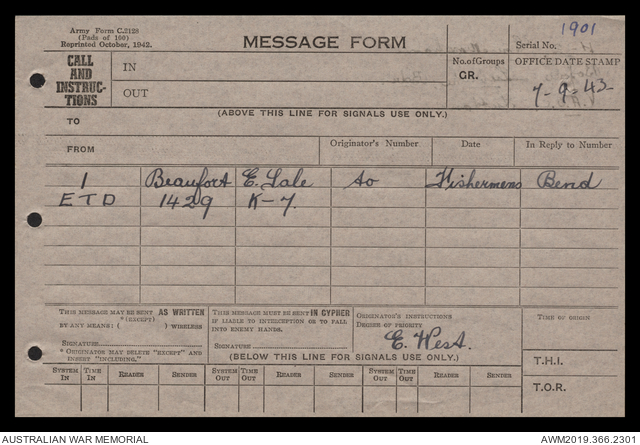 Army Form C.2128
(Pads of 100)
Reprinted October, 1942.
MESSAGE FORM
1901
Serial No.
CALL AND INSTRUC-TIONS
IN
OUT
No. of Groups
GR.
OFFICE DATE STAMP
7-9-43
(ABOVE THIS LINE FOR SIGNALS USE ONLY.)
TO
FROM
Originator's Number
Date
In Reply to Number
1 Beaufort E. Sale to Fishermens Bend
ETD 1429 K-7.
THIS MESSAGE MAY BE SENT AS WRITTEN
*(EXCEPT)
BY ANY MEANS: ( ) WIRELESS
SIGNATURE
* ORIGINATOR MAY DELETE "EXCEPT" AND INSERT "INCLUDING."
THIS MESSAGE MUST BE SENT IN CYPHER
IF LIABLE TO INTERCEPTION OR TO FALL INTO ENEMY HANDS.
SIGNATURE
ORIGINATOR'S INSTRUCTIONS
DEGREE OF PRIORITY
E. West.
TIME OF ORIGIN
T.H.I.
T.O.R.
(BELOW THIS LINE FOR SIGNALS USE ONLY.)
SYSTEM IN TIME IN READER SENDER SYSTEM OUT TIME OUT READER SENDER SYSTEM OUT TIME OUT READER SENDER
AUSTRALIAN WAR MEMORIAL
AWM2019.366.2301